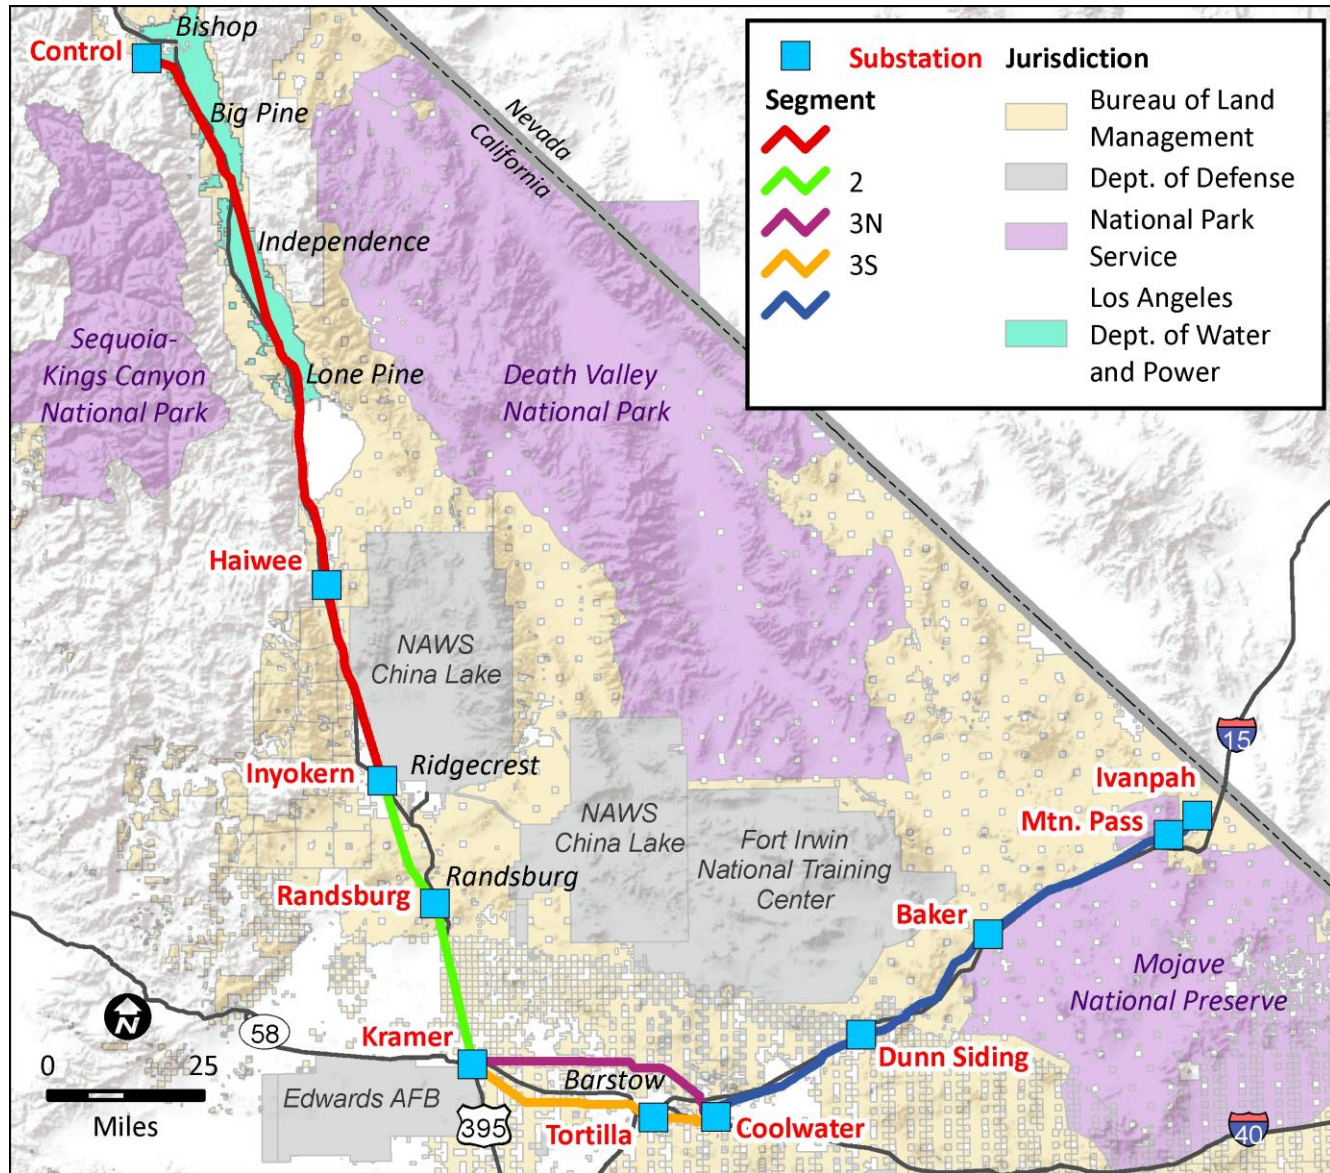 Bishop
Control
Big Pine
Independence
Lone Pine
Sequoia-
Kings Canyon
National Park
Death Valley
National Park
Nevada
California
Substation
Segment
2
3N
3S
Jurisdiction
Bureau of Land
Management
Dept. of Defense
National Park
Service
Los Angeles
Dept. of Water
and Power
Haiwee
NAWS
China Lake
Inyokern
Ridgecrest
NAWS
China Lake
Fort Irwin
National Training
Center
Randsburg
Randsburg
15
Ivanpah
Mtn. Pass
Baker
Mojave
National Preserve
N
0 25
Miles
58
Kramer
Edwards AFB
395
Barstow
Tortilla
Coolwater
Dunn Siding
40